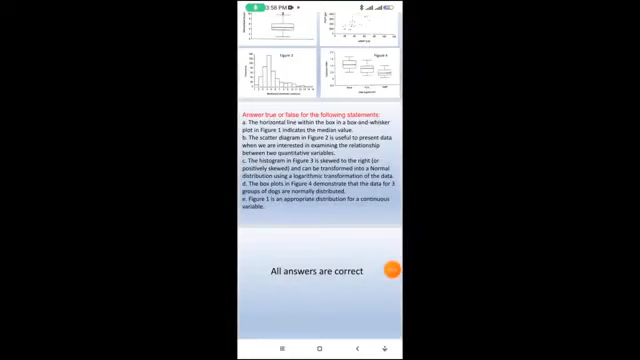 3:58 PM
Figure 3
Figure 4
Answer true or false for the following statements:
a. The horizontal line within the box in a box-and-whisker
plot in Figure 1 indicates the median value.
b. The scatter diagram in Figure 2 is useful to present data
when we are interested in examining the relationship
between two quantitative variables.
c. The histogram in Figure 3 is skewed to the right (or
positively skewed) and can be transformed into a Normal
distribution using a logarithmic transformation of the data.
d. The box plots in Figure 4 demonstrate that the data for 3
groups of dogs are normally distributed.
e. Figure 1 is an appropriate distribution for a continuous
variable.
All answers are correct